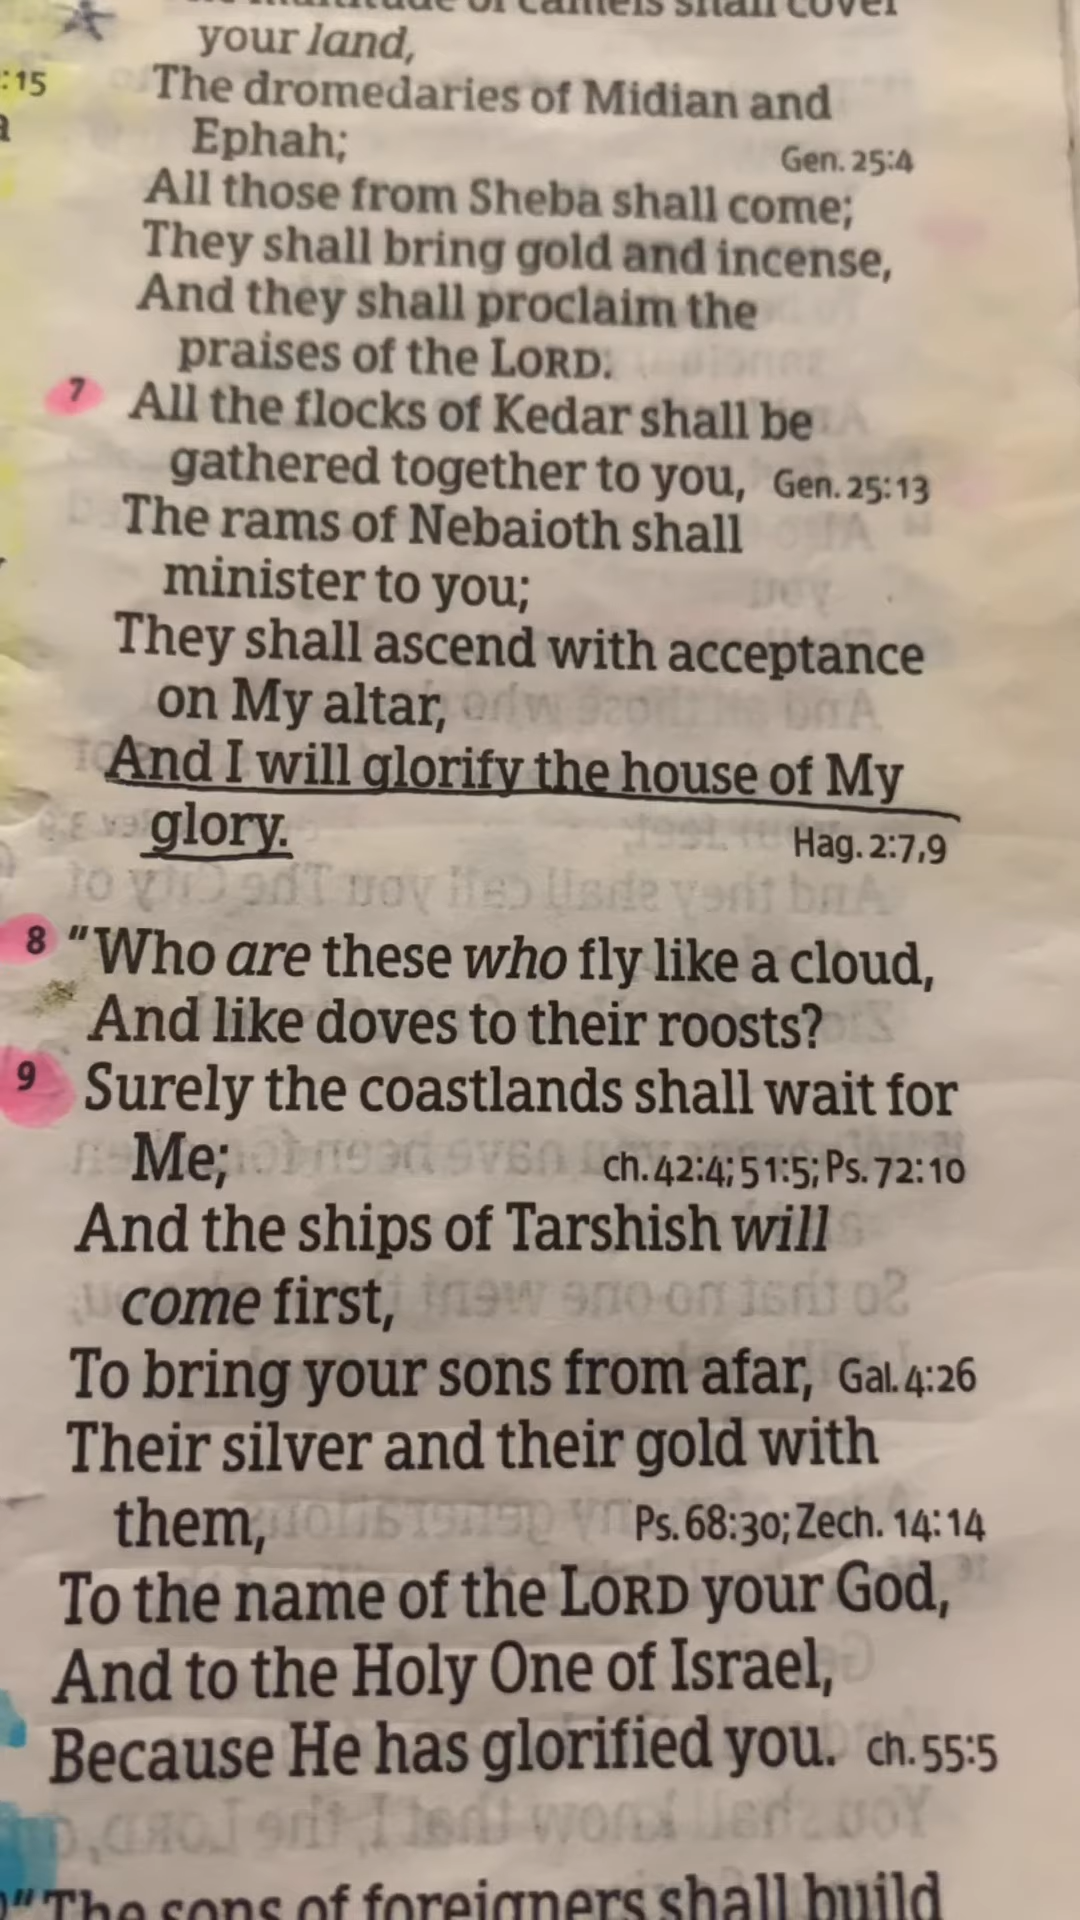 of camels shall cover
your land,
:15
The dromedaries of Midian and
Ephah; Gen. 25:4
All those from Sheba shall come;
They shall bring gold and incense,
And they shall proclaim the
praises of the LORD.
7 All the flocks of Kedar shall be
gathered together to you, Gen. 25:13
The rams of Nebaioth shall
minister to you;
They shall ascend with acceptance
on My altar,
And I will glorify the house of My
glory. Hag. 2:7,9
8 "Who are these who fly like a cloud,
And like doves to their roosts?
9 Surely the coastlands shall wait for
Me; ch. 42:4; 51:5; Ps. 72:10
And the ships of Tarshish will
come first,
To bring your sons from afar, Gal. 4:26
Their silver and their gold with
them, Ps. 68:30; Zech. 14:14
To the name of the LORD your God,
And to the Holy One of Israel,
Because He has glorified you. ch. 55:5
"The sons of foreigners shall build